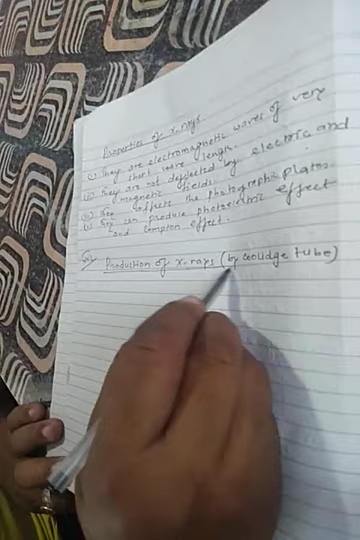 Properties of x-rays
(i) They are electromagnetic waves of very
short wave length.
(ii) They are not deflected by electric and
magnetic fields.
(iii) They affects the photographic plates.
(iv) They can produce photoelectric effect
and compton effect.
Production of x-rays (by coolidge tube)